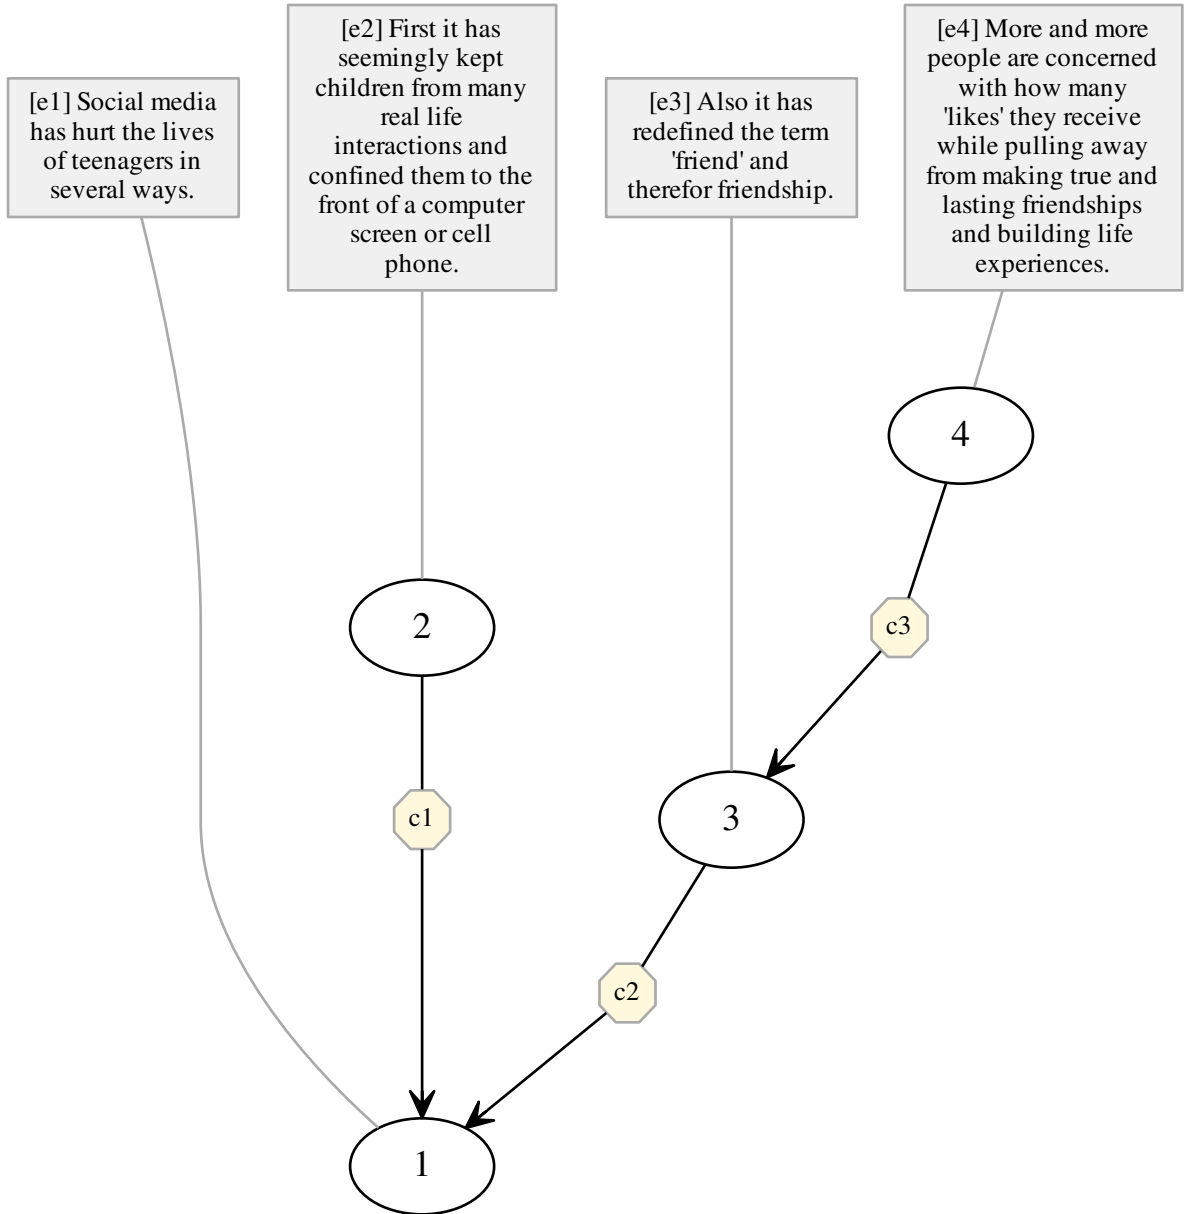 [e1] Social media
has hurt the lives
of teenagers in
several ways.
[e2] First it has
seemingly kept
children from many
real life
interactions and
confined them to the
front of a computer
screen or cell
phone.
[e3] Also it has
redefined the term
'friend' and
therefor friendship.
[e4] More and more
people are concerned
with how many
'likes' they receive
while pulling away
from making true and
lasting friendships
and building life
experiences.
4
2
c3
c1
3
c2
1